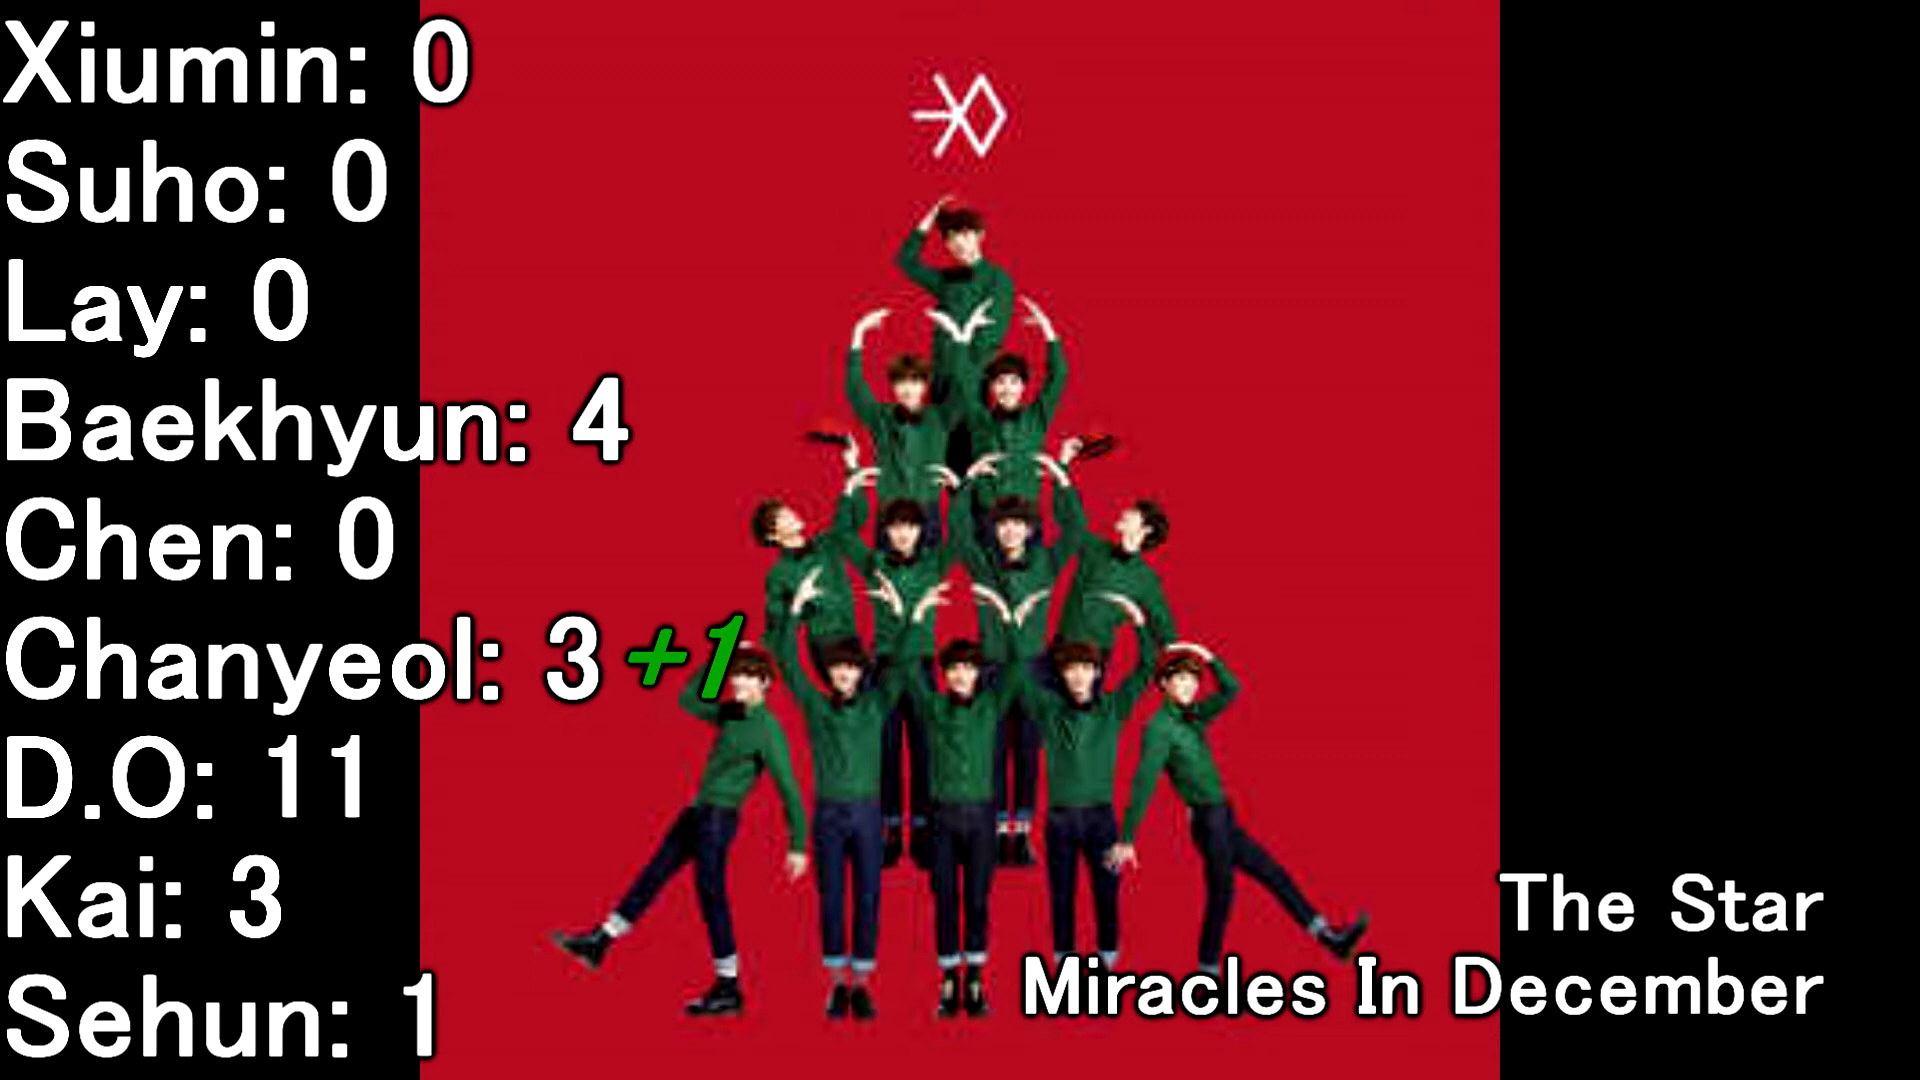 Xiumin: 0
Suho: 0
Lay: 0
Baekhyun: 4
Chen: 0
Chanyeol: 3 +1
D.O: 11
Kai: 3
Sehun: 1
The Star
Miracles In December